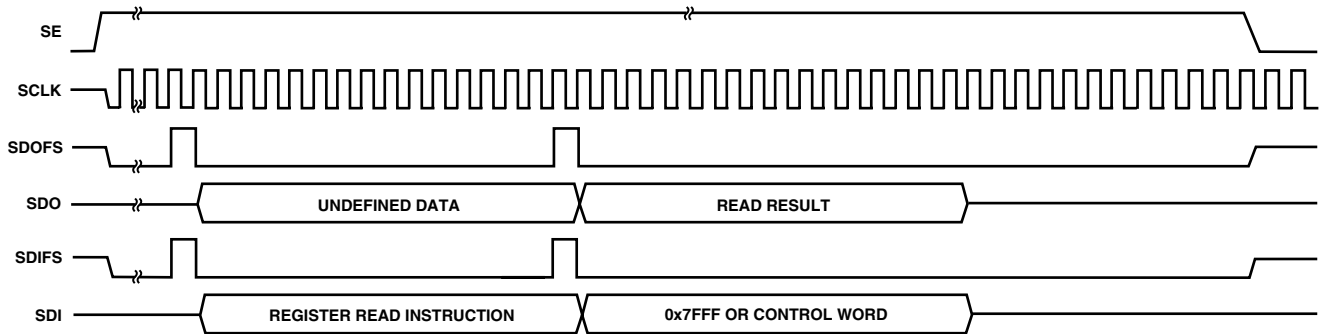 SE
SCLK
SDOFS
SDO UNDEFINED DATA READ RESULT
SDIFS
SDI REGISTER READ INSTRUCTION 0x7FFF OR CONTROL WORD